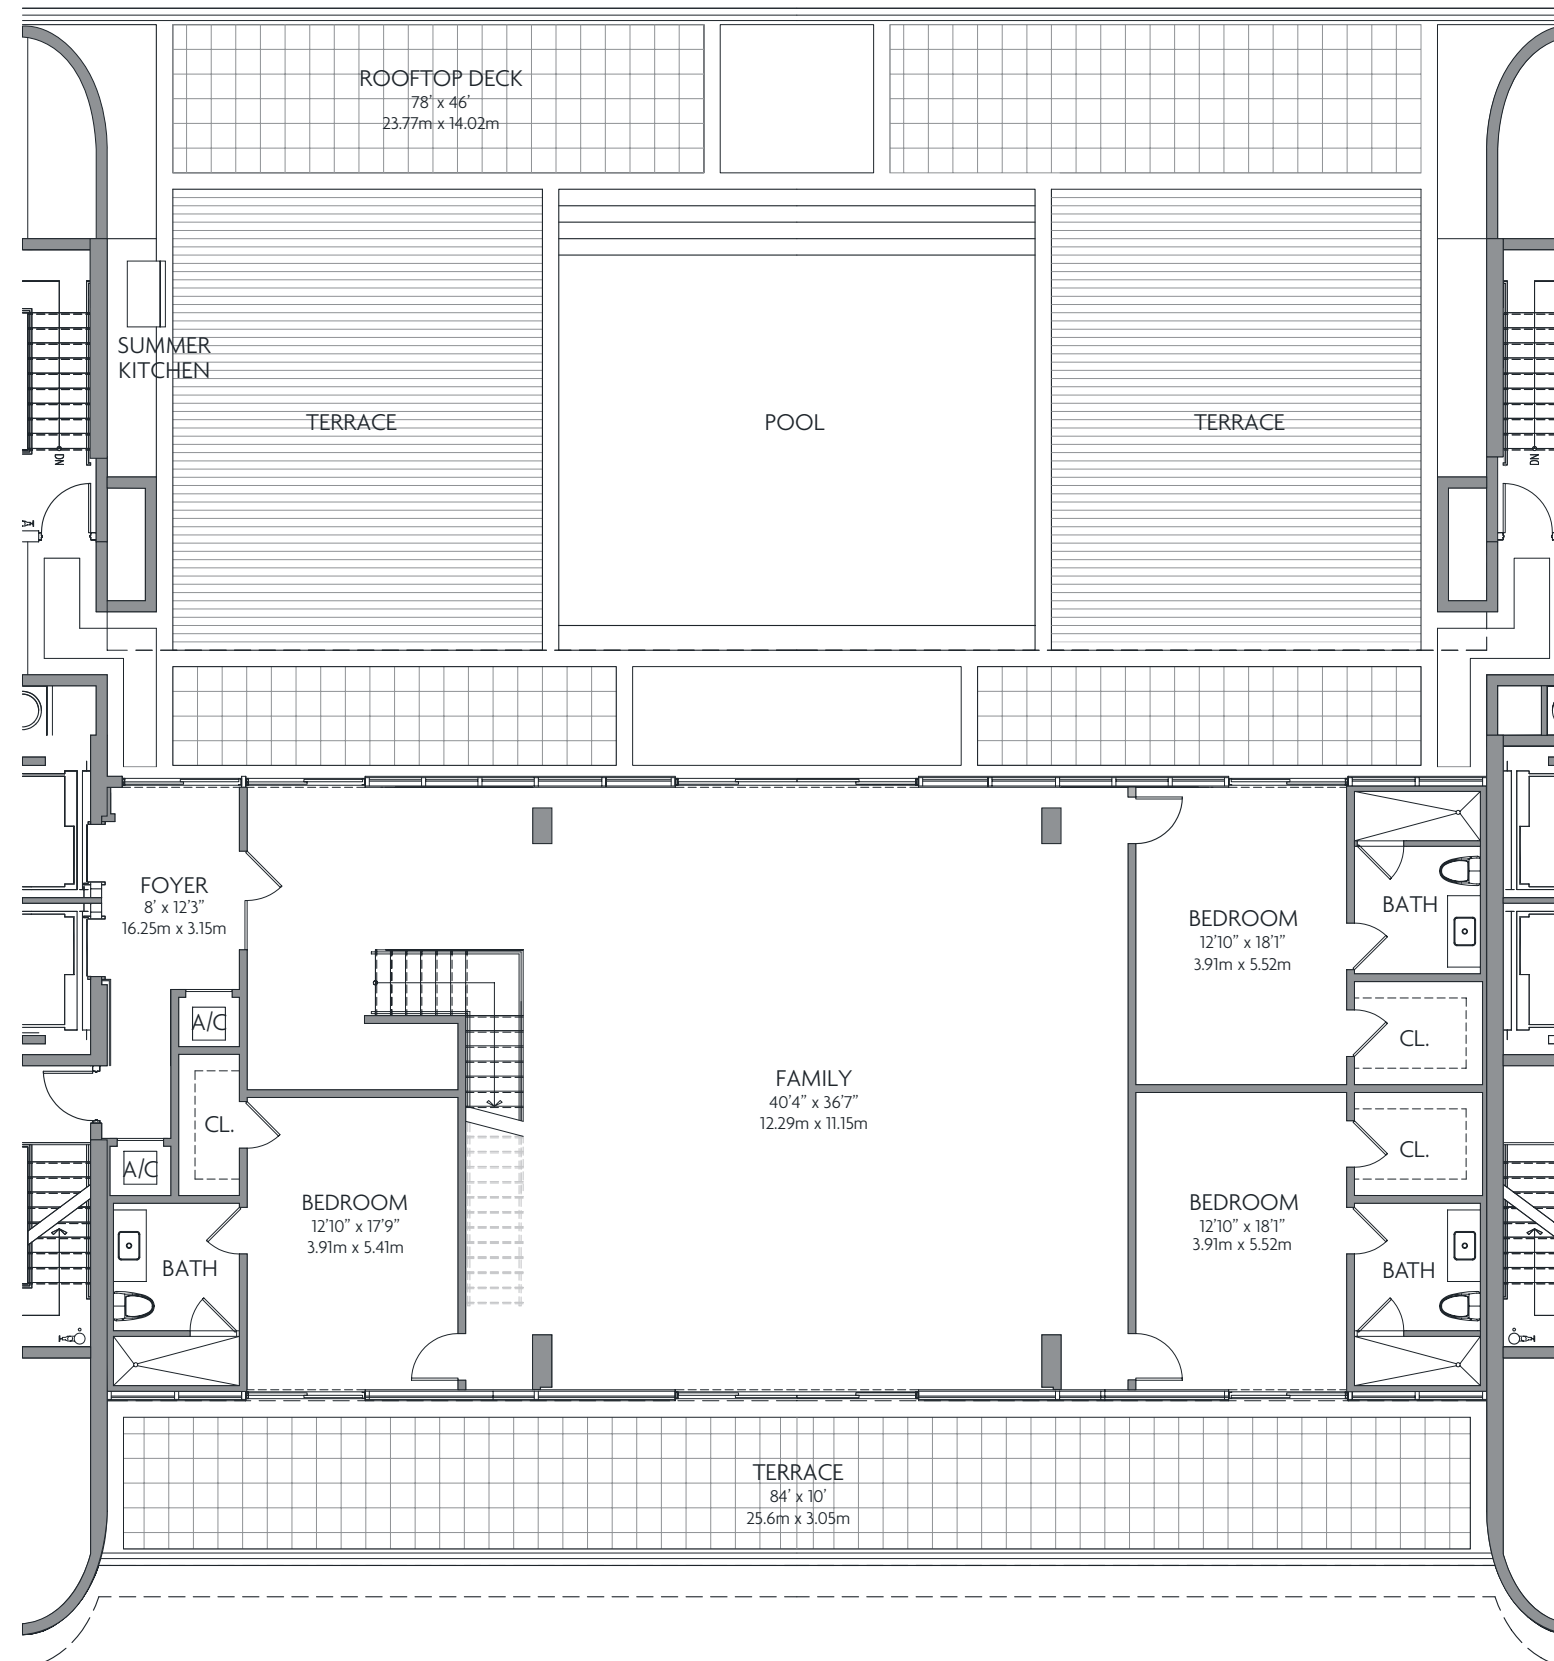 ROOFTOP DECK
78' x 46'
23.77m x 14.02m
SUMMER
KITCHEN
TERRACE
POOL
TERRACE
DN
DN
FOYER
8' x 12'3”
16.25m x 3.15m
BEDROOM
12'10” x 18'1”
3.91m x 5.52m
BATH
A/C
CL.
FAMILY
40'4” x 36'7”
12.29m x 11.15m
CL.
CL.
A/C
BEDROOM
12'10” x 17'9”
3.91m x 5.41m
BEDROOM
12'10” x 18'1”
3.91m x 5.52m
BATH
BATH
TERRACE
84' x 10'
25.6m x 3.05m